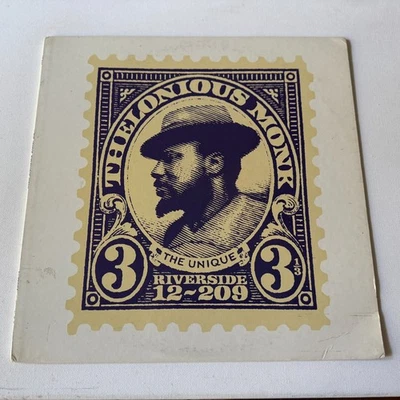 THELONIOUS MONK
THE UNIQUE
3
RIVERSIDE
12~209
3
1/3